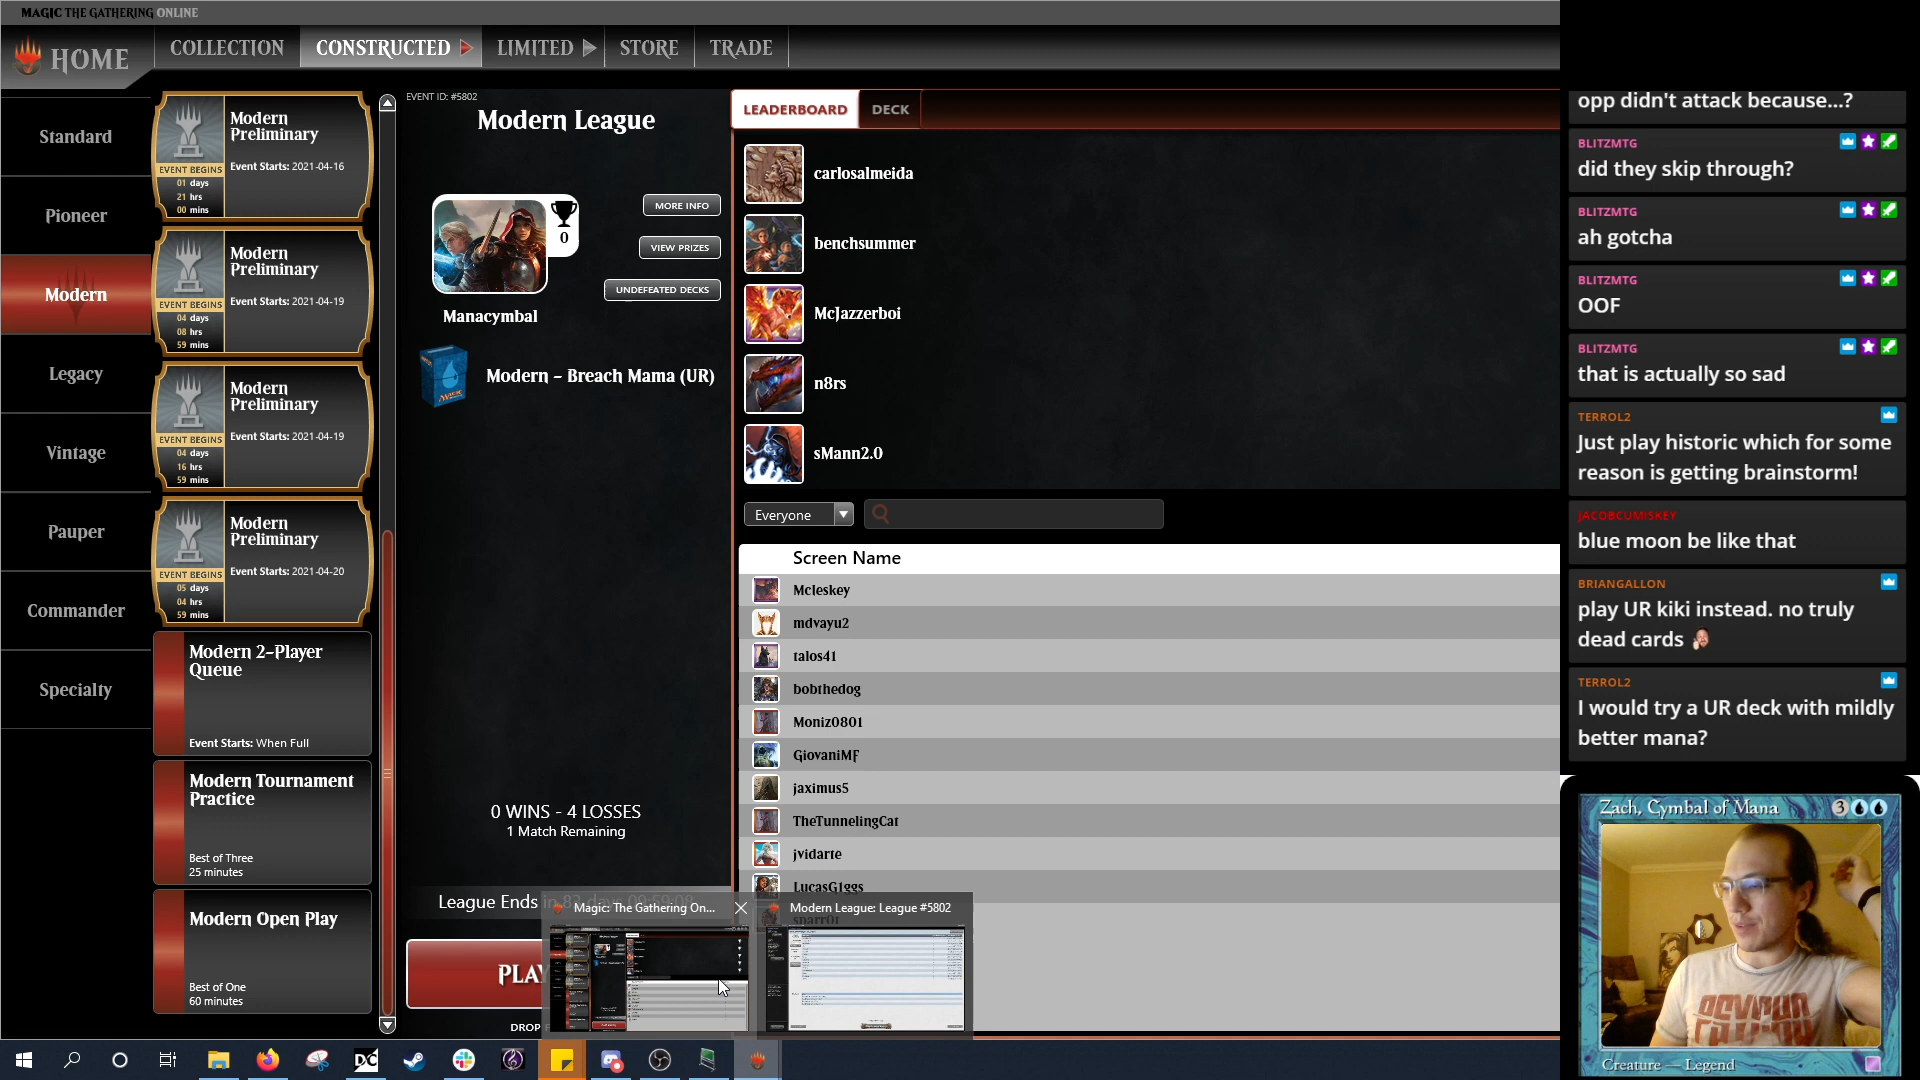 MAGIC THE GATHERING ONLINE
HOME
COLLECTION
CONSTRUCTED
LIMITED
STORE
TRADE
Standard
Pioneer
Modern
Legacy
Vintage
Pauper
Commander
Specialty
Modern Preliminary
Event Starts: 2021-04-16
EVENT BEGINS
01 days
21 hrs
00 mins
Modern Preliminary
Event Starts: 2021-04-19
EVENT BEGINS
04 days
08 hrs
59 mins
Modern Preliminary
Event Starts: 2021-04-19
EVENT BEGINS
04 days
16 hrs
59 mins
Modern Preliminary
Event Starts: 2021-04-20
EVENT BEGINS
05 days
04 hrs
59 mins
Modern 2-Player Queue
Event Starts: When Full
Modern Tournament Practice
Best of Three
25 minutes
Modern Open Play
Best of One
60 minutes
EVENT ID: #5802
Modern League
0
MORE INFO
VIEW PRIZES
UNDEFEATED DECKS
Manacymbal
Modern - Breach Mama (UR)
0 WINS - 4 LOSSES
1 Match Remaining
League Ends in 83 days
PLA
DROP
LEADERBOARD
DECK
carlosalmeida
benchsummer
McJazzerboi
n8rs
sMann2.0
Everyone
Screen Name
Mcleskey
mdvayu2
talos41
bobthedog
Moniz0801
GiovaniMF
jaximus5
TheTunnelingCat
jvidarte
LucasG1ggs
Magic: The Gathering On...
Modern League: League #5802
opp didn't attack because...?
BLITZMTG
did they skip through?
BLITZMTG
ah gotcha
BLITZMTG
OOF
BLITZMTG
that is actually so sad
TERROL2
Just play historic which for some
reason is getting brainstorm!
JACOBCUMISKEY
blue moon be like that
BRIANGALLON
play UR kiki instead. no truly
dead cards
TERROL2
I would try a UR deck with mildly
better mana?
Zach, Cymbal of Mana
3
PSYCHO
Creature — Legend
DC